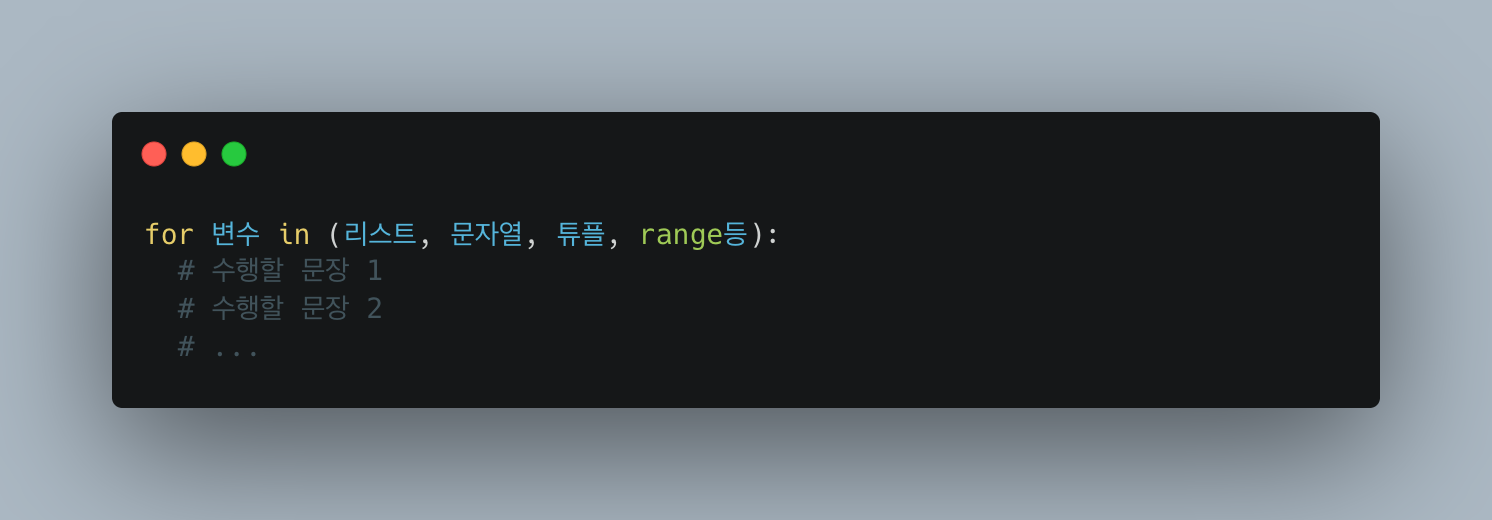 for 변수 in (리스트, 문자열, 튜플, range등):
  # 수행할 문장 1
  # 수행할 문장 2
  # ...